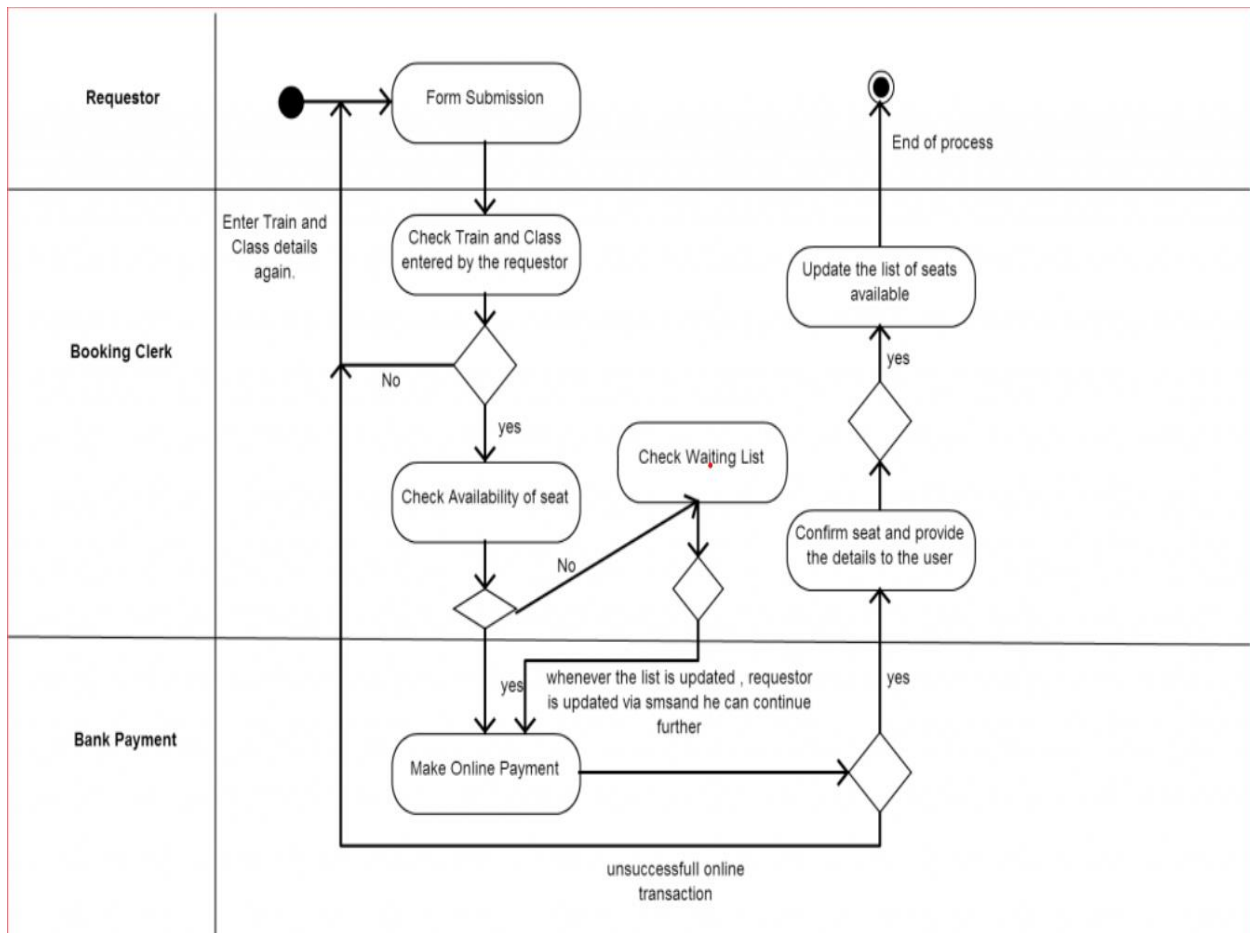 Requestor
Form Submission
End of process
Enter Train and
Class details
again.
Check Train and Class
entered by the requestor
Update the list of seats
available
Booking Clerk
No
yes
yes
Check Waiting List
Check Availability of seat
Confirm seat and provide
the details to the user
No
yes
whenever the list is updated , requestor
is updated via smsand he can continue
further
yes
Bank Payment
Make Online Payment
unsuccessfull online
transaction